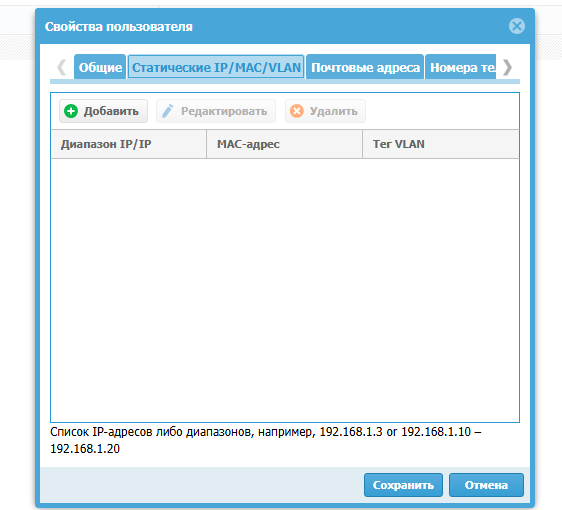 Свойства пользователя
Общие Статические IP/MAC/VLAN Почтовые адреса Номера те
Добавить Редактировать Удалить
Диапазон IP/IP MAC-адрес Тег VLAN
Список IP-адресов либо диапазонов, например, 192.168.1.3 or 192.168.1.10 –
192.168.1.20
Сохранить Отмена